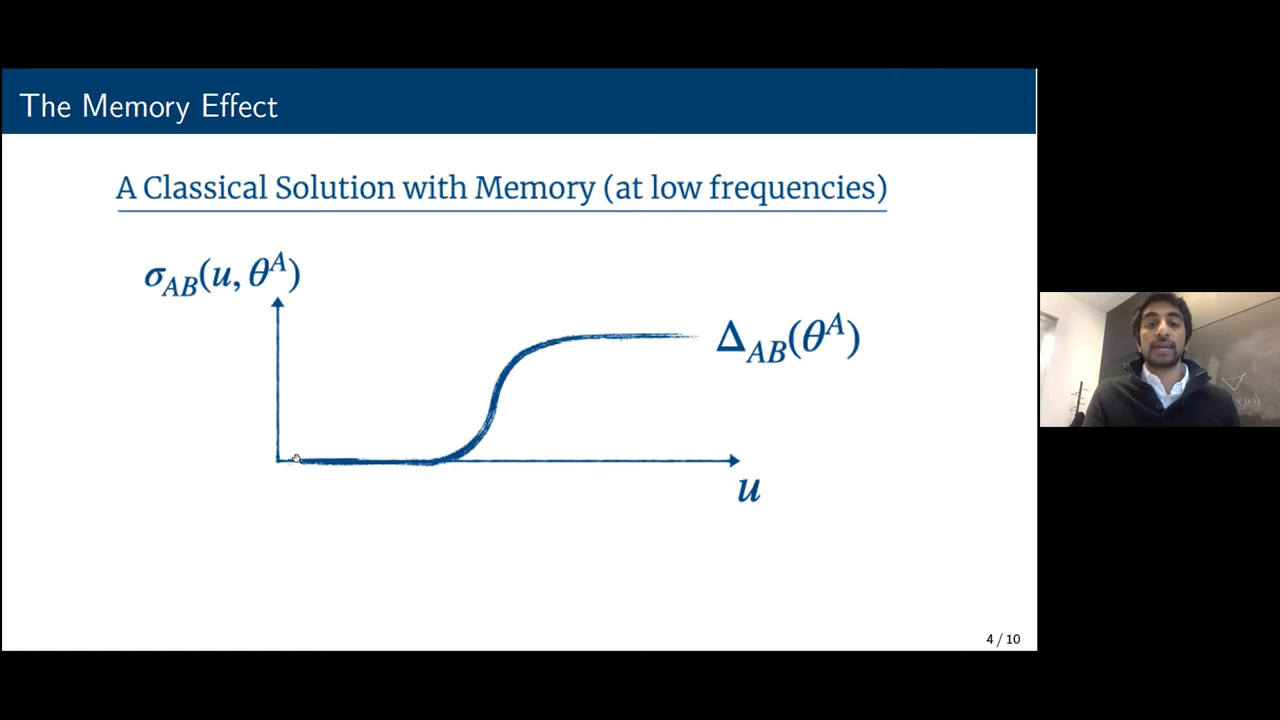 The Memory Effect
A Classical Solution with Memory (at low frequencies)
σ_AB(u, θ^A)
Δ_AB(θ^A)
u
4 / 10